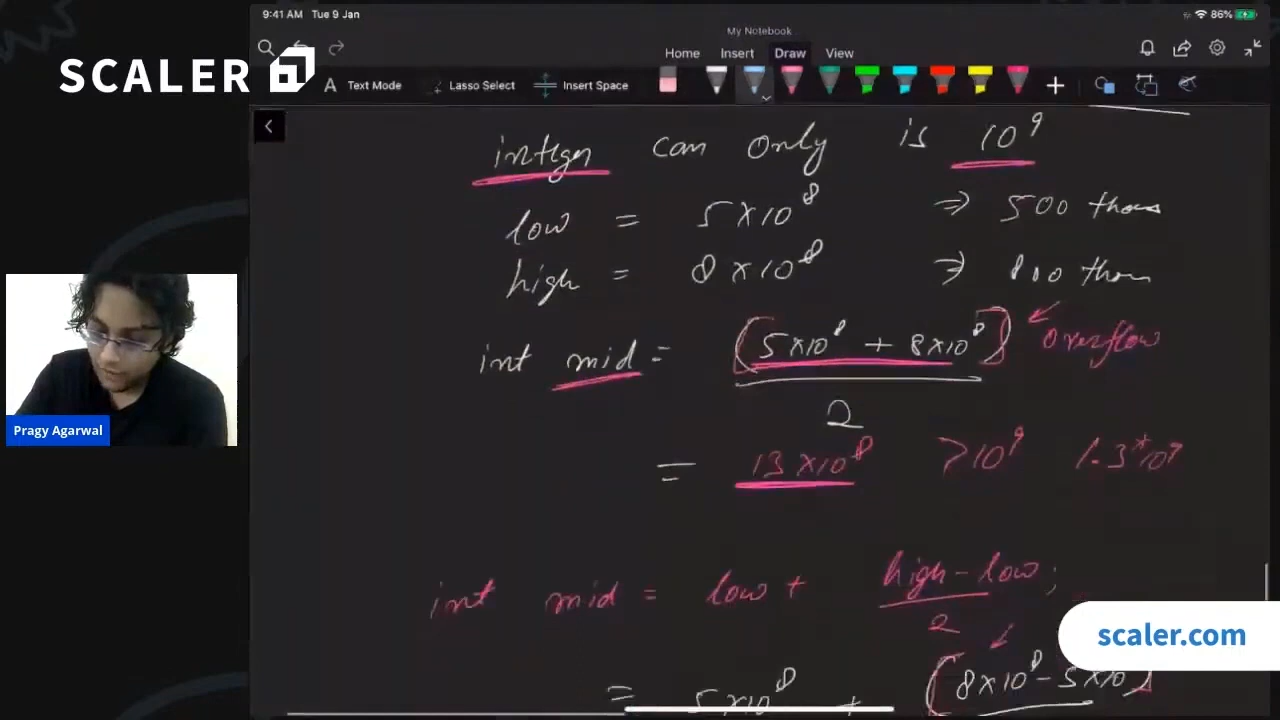 9:41 AM Tue 9 Jan
86%
My Notebook
SCALER
Home Insert Draw View
A Text Mode Lasso Select Insert Space
integer can only is 10⁹
low = 5×10⁸ ⇒ 500 thous
high = 8×10⁸ ⇒ 800 thous
int mid = (5×10⁸ + 8×10⁸) overflow
2
= 13×10⁸ >10⁹ 1.3*10⁹
Pragy Agarwal
int mid = low + high-low;
2
scaler.com
= 5×10⁸ + (8×10⁸-5×10⁸)